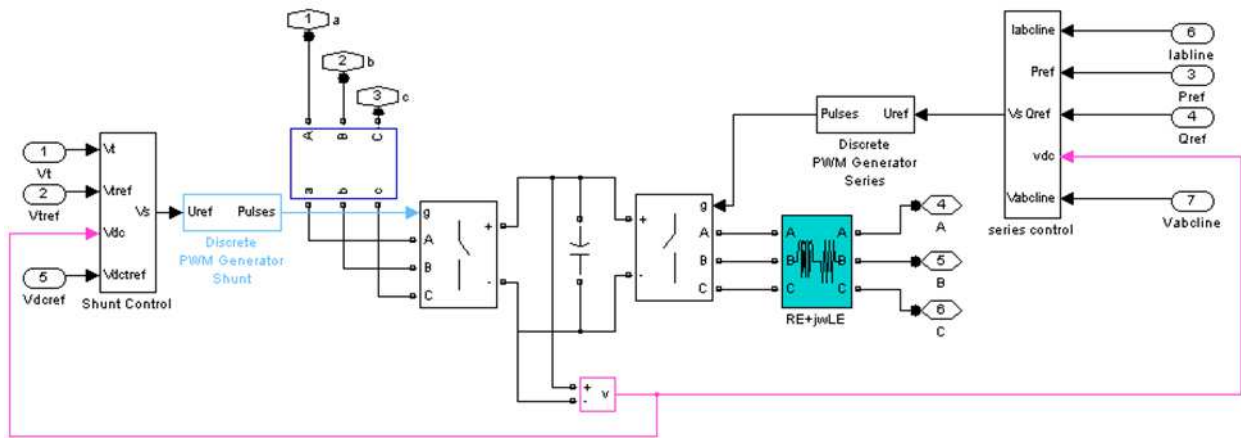 1 a
2 b
3 c
A B C
a b c
1
Vt
2
Vtref
5
Vdcref
Vt
Vtref
Vdc
Vdctref
Vs
Shunt Control
Uref Pulses
Discrete
PWM Generator
Shunt
g
A
B
C
+
-
+
-
g
A
B
C
Pulses Uref
Discrete
PWM Generator
Series
A A
B B
C C
RE+jwLE
4
A
5
B
6
C
Iabcline
Pref
Vs Qref
vdc
Vabcline
series control
6
Iabline
3
Pref
4
Qref
7
Vabcline
+
-
v